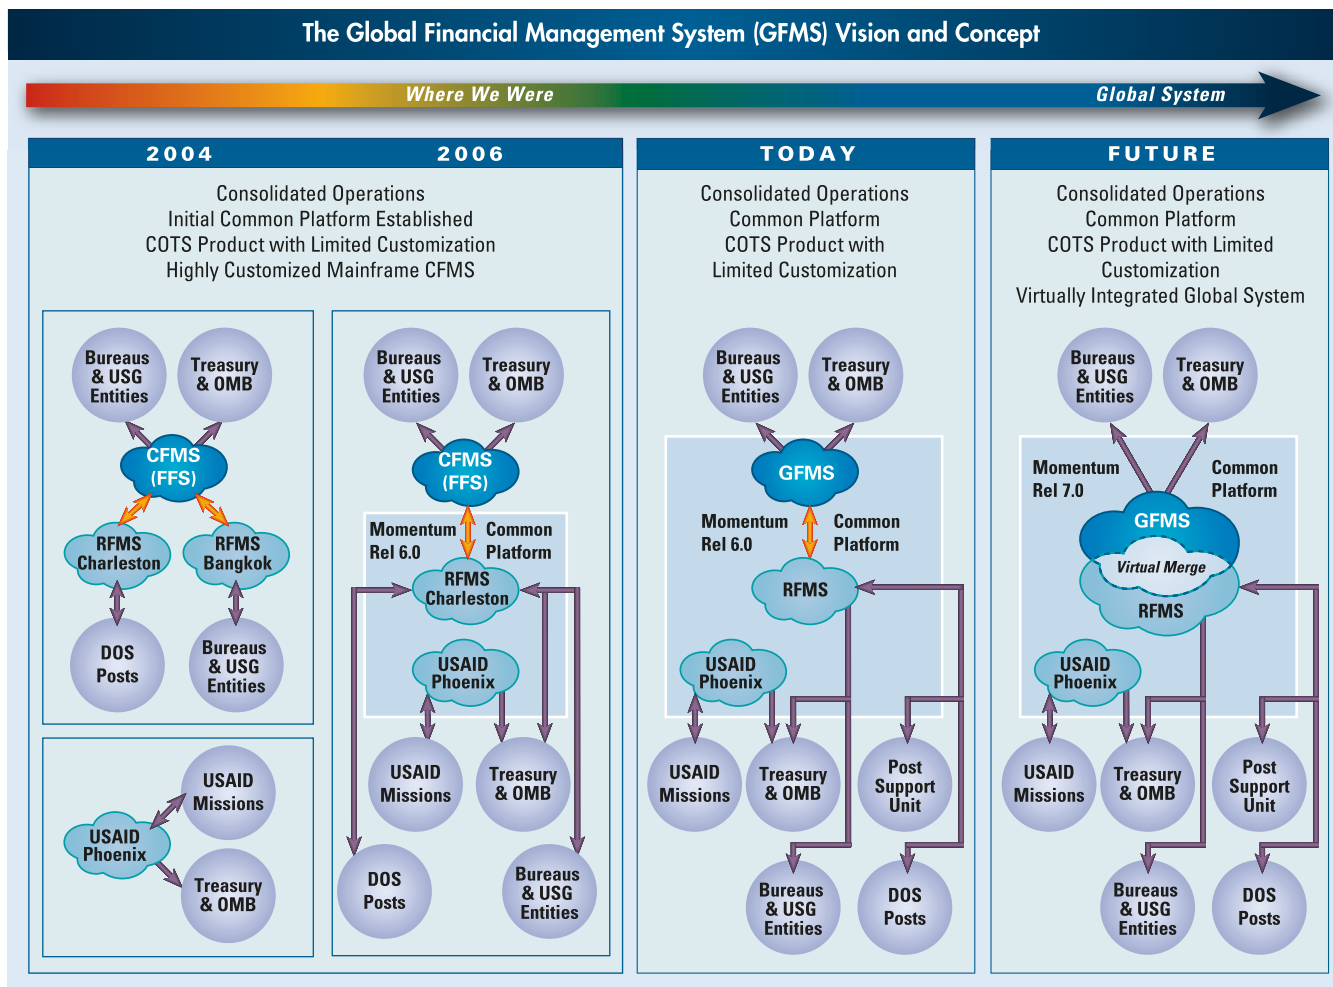 The Global Financial Management System (GFMS) Vision and Concept
Where We Were
Global System
2004
2006
Consolidated Operations
Initial Common Platform Established
COTS Product with Limited Customization
Highly Customized Mainframe CFMS
Bureaus
& USG
Entities
Treasury
& OMB
CFMS
(FFS)
RFMS
Charleston
RFMS
Bangkok
DOS
Posts
Bureaus
& USG
Entities
USAID
Phoenix
USAID
Missions
Treasury
& OMB
Bureaus
& USG
Entities
Treasury
& OMB
CFMS
(FFS)
Momentum
Rel 6.0
Common
Platform
RFMS
Charleston
USAID
Phoenix
USAID
Missions
Treasury
& OMB
DOS
Posts
Bureaus
& USG
Entities
TODAY
Consolidated Operations
Common Platform
COTS Product with
Limited Customization
Bureaus
& USG
Entities
Treasury
& OMB
GFMS
Momentum
Rel 6.0
Common
Platform
RFMS
USAID
Phoenix
USAID
Missions
Treasury
& OMB
Post
Support
Unit
Bureaus
& USG
Entities
DOS
Posts
FUTURE
Consolidated Operations
Common Platform
COTS Product with Limited
Customization
Virtually Integrated Global System
Bureaus
& USG
Entities
Treasury
& OMB
Momentum
Rel 7.0
Common
Platform
GFMS
Virtual Merge
RFMS
USAID
Phoenix
USAID
Missions
Treasury
& OMB
Post
Support
Unit
Bureaus
& USG
Entities
DOS
Posts